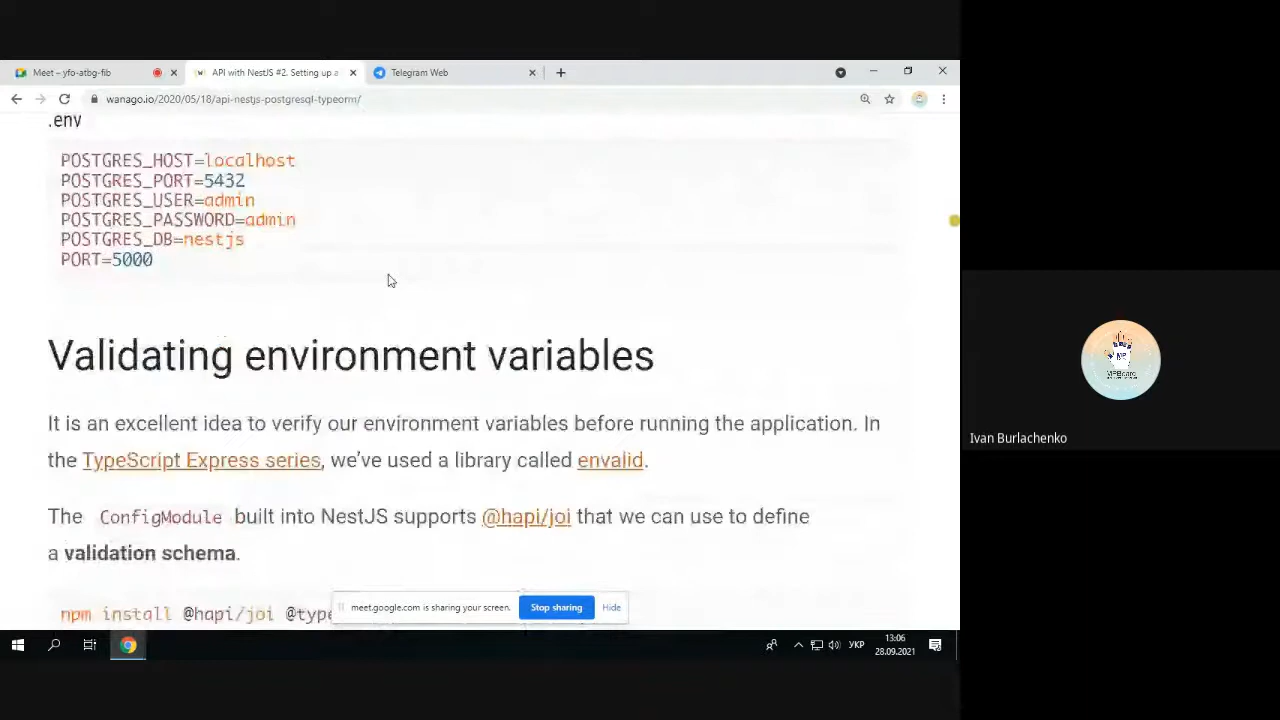 Meet – yfo-atbg-fib
API with NestJS #2. Setting up a
Telegram Web
wanago.io/2020/05/18/api-nestjs-postgresql-typeorm/
.env
POSTGRES_HOST=localhost
POSTGRES_PORT=5432
POSTGRES_USER=admin
POSTGRES_PASSWORD=admin
POSTGRES_DB=nestjs
PORT=5000
Validating environment variables
It is an excellent idea to verify our environment variables before running the application. In
the TypeScript Express series, we’ve used a library called envalid.
The ConfigModule built into NestJS supports @hapi/joi that we can use to define
a validation schema.
npm install @hapi/joi @type
meet.google.com is sharing your screen.
Stop sharing
Hide
Ivan Burlachenko
УКР
13:06
28.09.2021